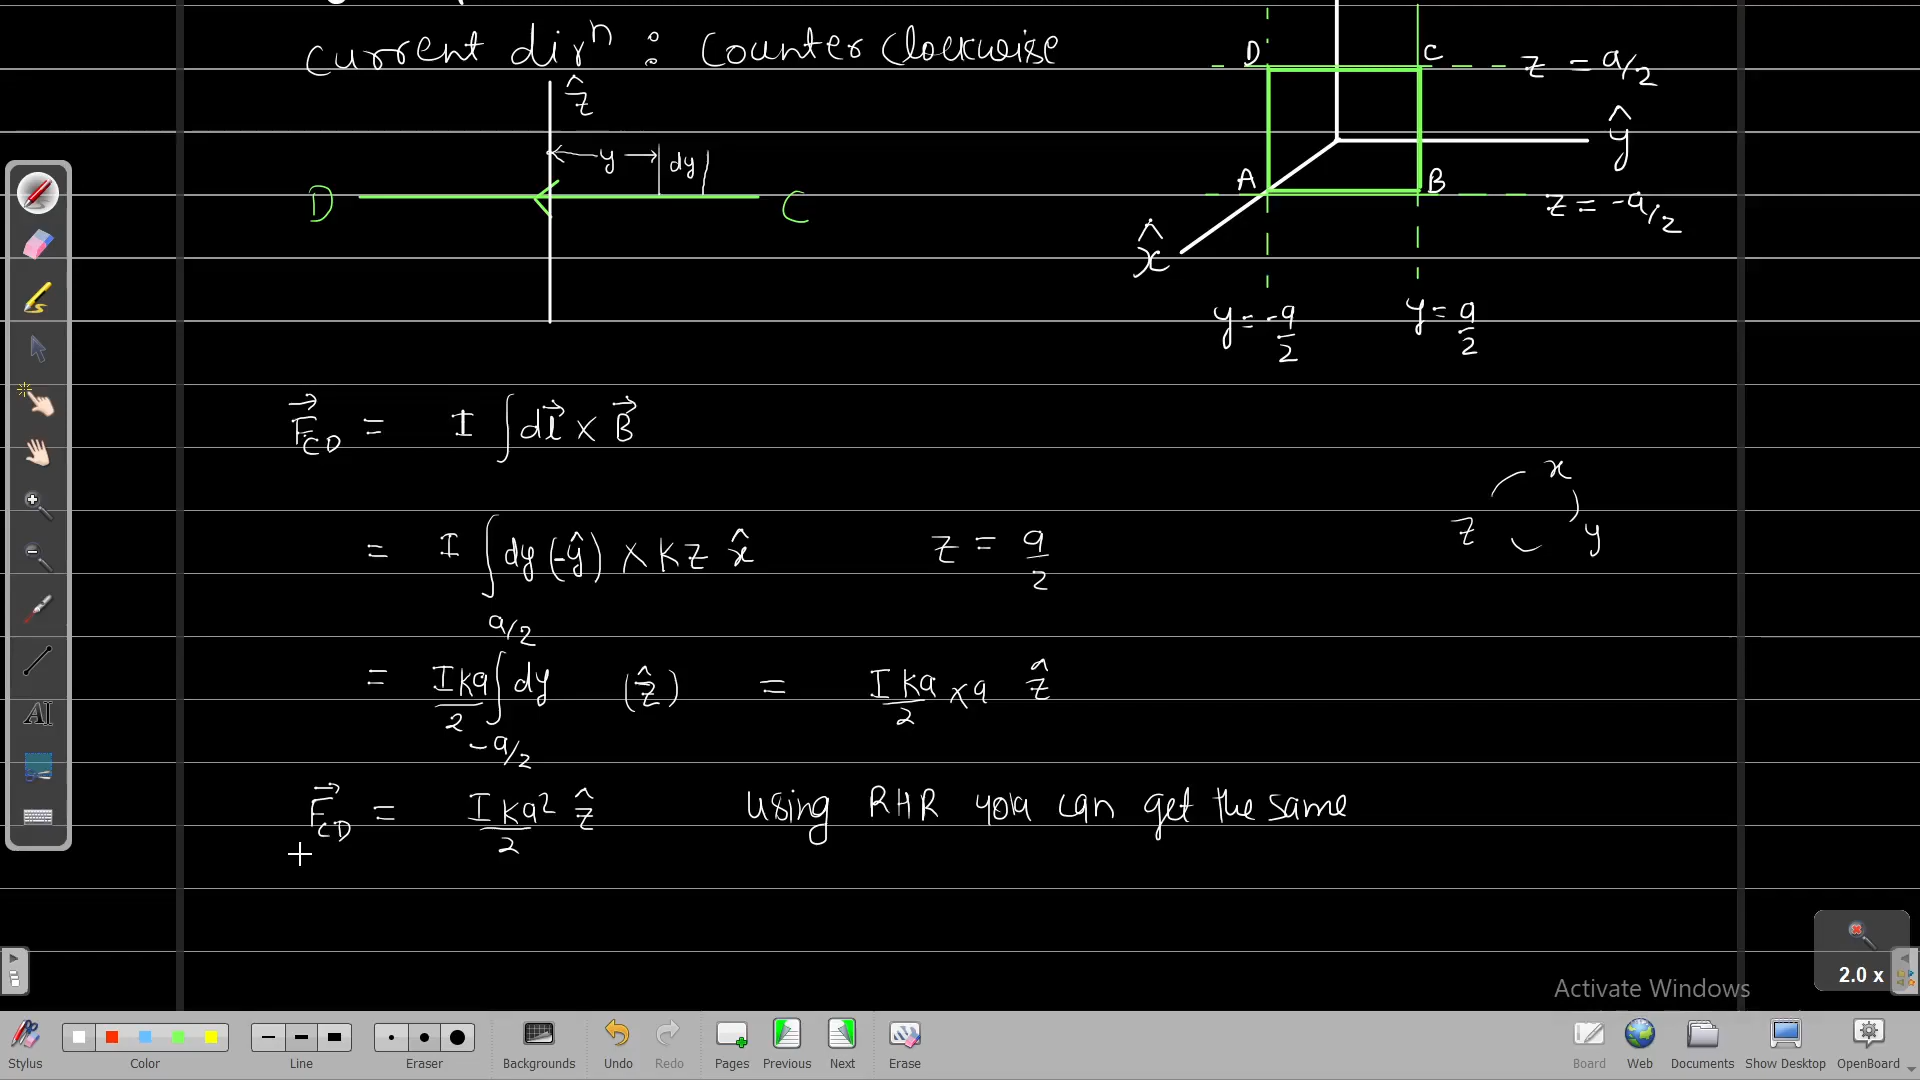 current dirⁿ : Counter Clockwise
D C z = a/2
ẑ
y dy
ŷ
D C
A B
z = -a/2
x̂
y = -a/2 y = a/2
F⃗_CD = I ∫ dl⃗ × B⃗
x
z y
= I ∫ dy (-ŷ) × kz x̂ z = a/2
= Ika/2 ∫_{-a/2}^{a/2} dy (ẑ) = Ika/2 × a ẑ
F⃗_CD = Ika²/2 ẑ using RHR you can get the same
Activate Windows
2.0 x
Stylus Color Line Eraser Backgrounds Undo Redo Pages Previous Next Erase Board Web Documents Show Desktop OpenBoard